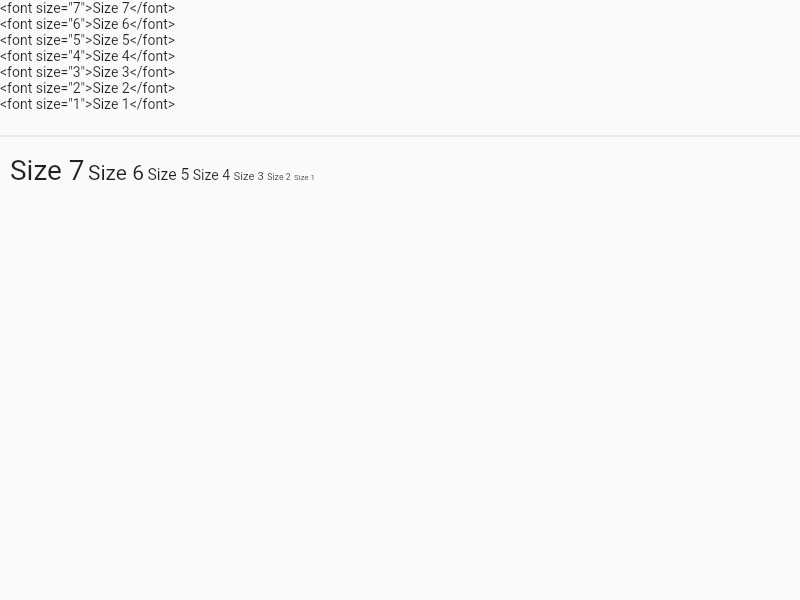 <font size="7">Size 7</font>
<font size="6">Size 6</font>
<font size="5">Size 5</font>
<font size="4">Size 4</font>
<font size="3">Size 3</font>
<font size="2">Size 2</font>
<font size="1">Size 1</font>
Size 7 Size 6 Size 5 Size 4 Size 3 Size 2 Size 1